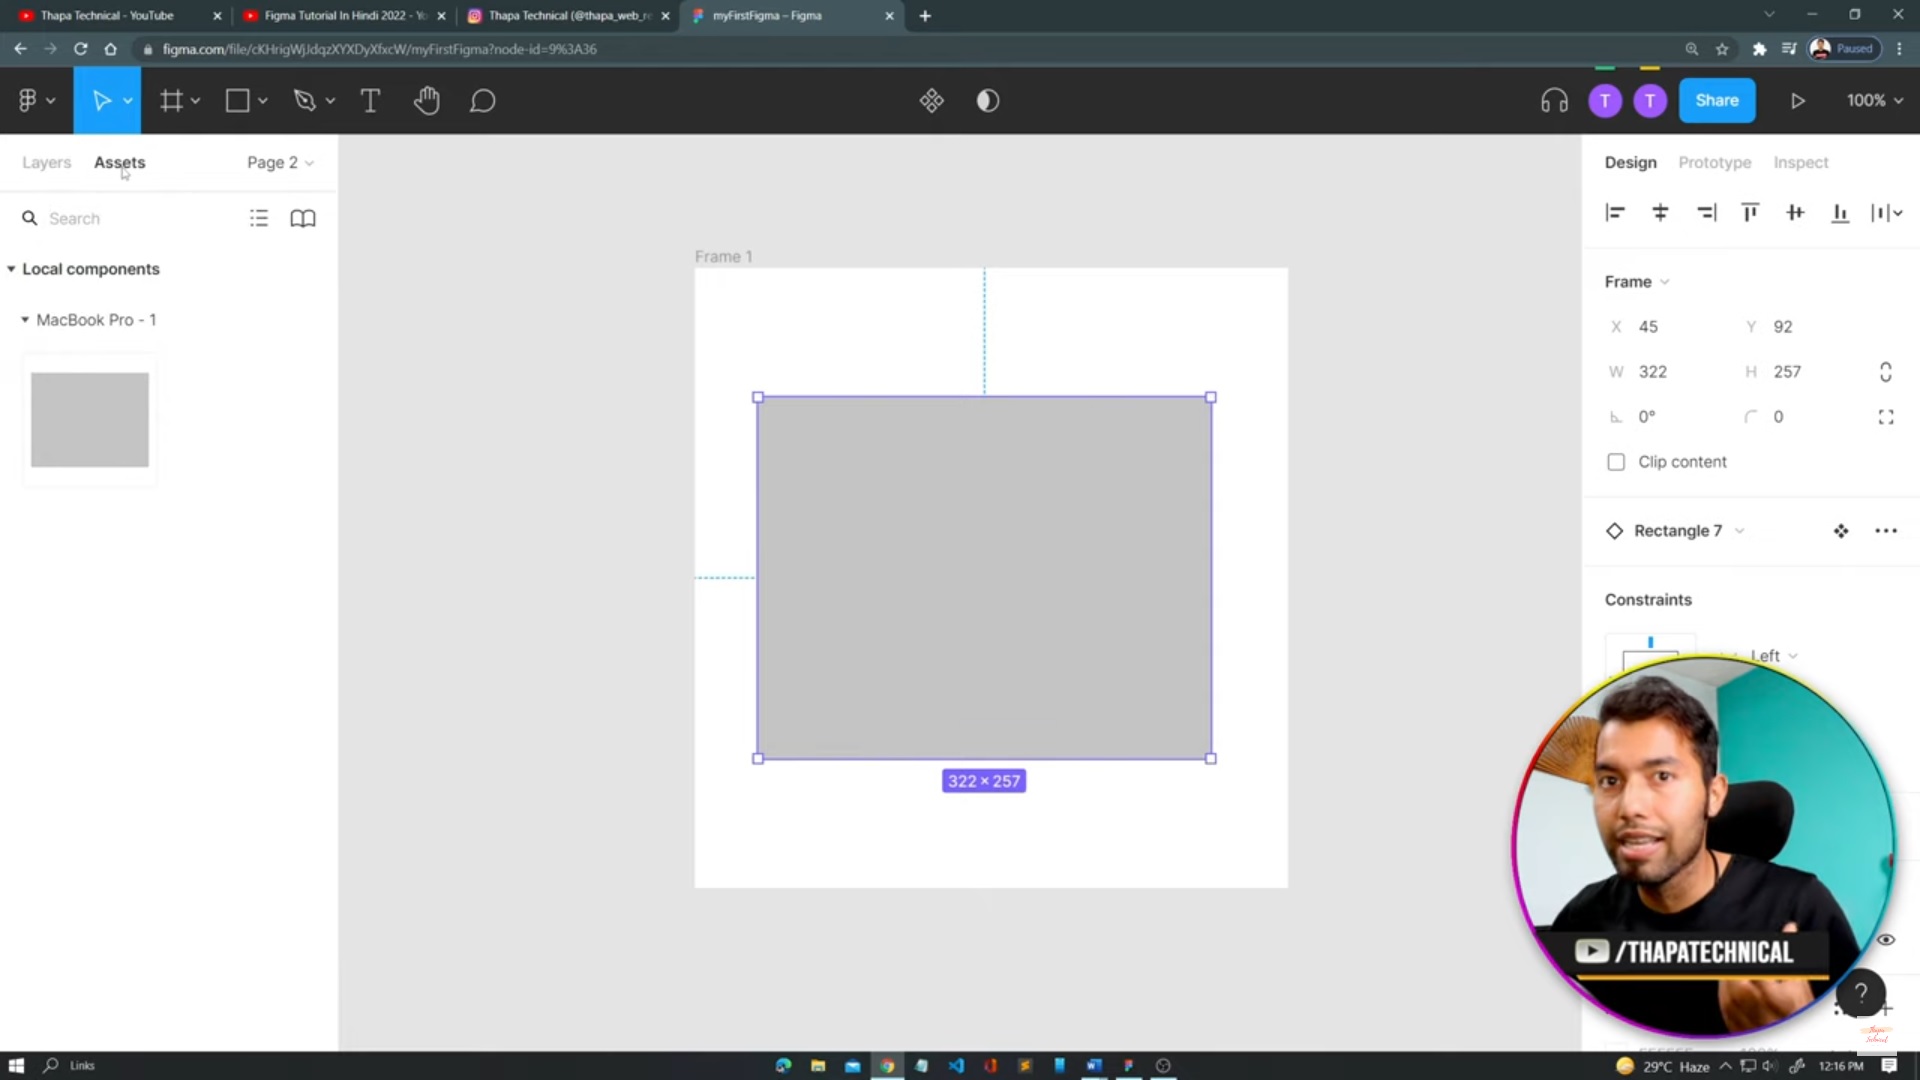 Thapa Technical - YouTube
Figma Tutorial In Hindi 2022 - Yo
Thapa Technical (@thapa_web_re
myFirstFigma – Figma
figma.com/file/cKHrigWjJdqzXYXDyXfxcW/myFirstFigma?node-id=9%3A36
Paused
T
T
T
Share
100%
Layers
Assets
Page 2
Design
Prototype
Inspect
Search
Local components
MacBook Pro - 1
Frame 1
322 × 257
Frame
X 45
Y 92
W 322
H 257
0°
0
Clip content
Rectangle 7
Constraints
Left
/THAPATECHNICAL
?
Links
29°C Haze
12:16 PM